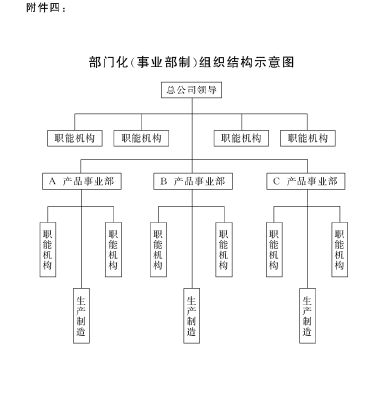 附件四：
部门化（事业部制）组织结构示意图
总公司领导
职能机构 职能机构 职能机构 职能机构
A 产品事业部 B 产品事业部 C 产品事业部
职能机构 职能机构 职能机构 职能机构 职能机构 职能机构
生产制造 生产制造 生产制造